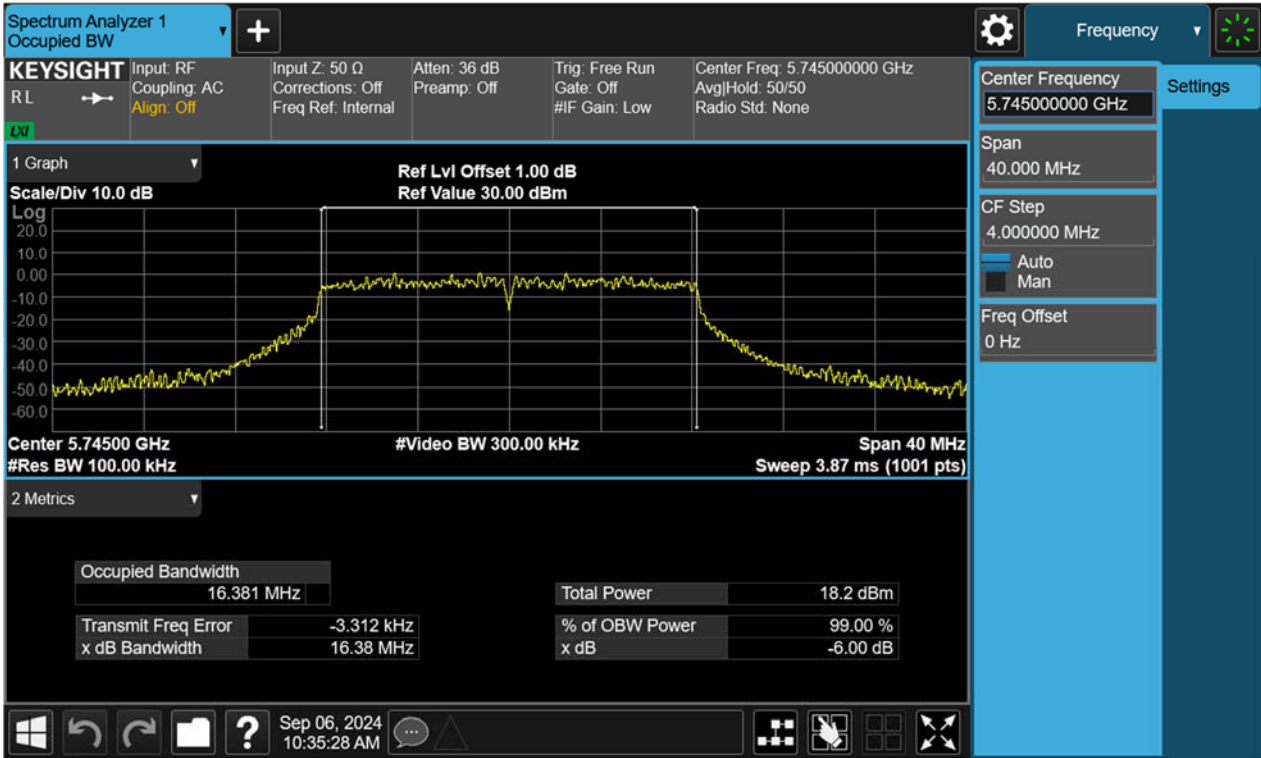 Spectrum Analyzer 1
Occupied BW
Frequency
KEYSIGHT
R L
LXI
Input: RF
Coupling: AC
Align: Off
Input Z: 50 Ω
Corrections: Off
Freq Ref: Internal
Atten: 36 dB
Preamp: Off
Trig: Free Run
Gate: Off
#IF Gain: Low
Center Freq: 5.745000000 GHz
Avg|Hold: 50/50
Radio Std: None
Center Frequency
5.745000000 GHz
Settings
Span
40.000 MHz
CF Step
4.000000 MHz
Auto
Man
Freq Offset
0 Hz
1 Graph
Scale/Div 10.0 dB
Ref Lvl Offset 1.00 dB
Ref Value 30.00 dBm
Log
20.0
10.0
0.00
-10.0
-20.0
-30.0
-40.0
-50.0
-60.0
Center 5.74500 GHz
#Video BW 300.00 kHz
Span 40 MHz
#Res BW 100.00 kHz
Sweep 3.87 ms (1001 pts)
2 Metrics
Occupied Bandwidth
16.381 MHz
Total Power 18.2 dBm
Transmit Freq Error -3.312 kHz
% of OBW Power 99.00 %
x dB Bandwidth 16.38 MHz
x dB -6.00 dB
?
Sep 06, 2024
10:35:28 AM